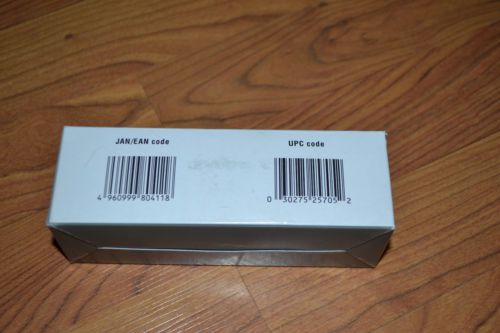 JAN/EAN code
UPC code
4 960999 804118
0 30275 25705 2